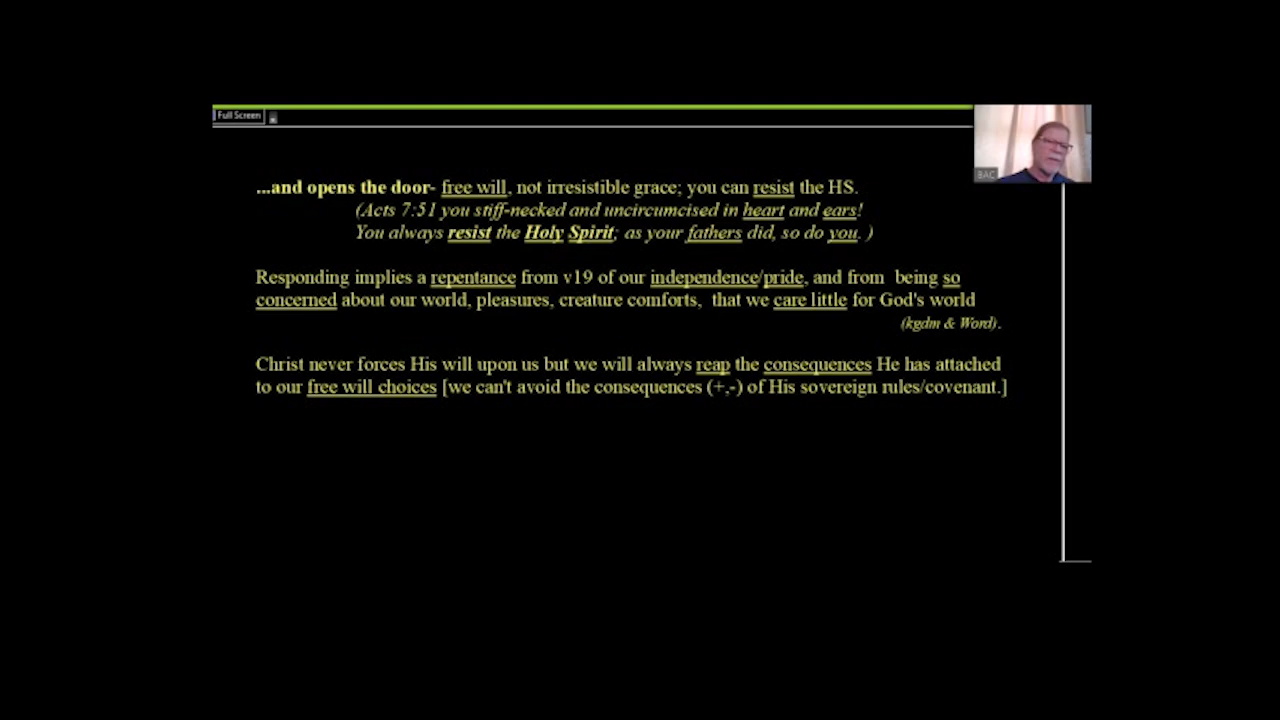 Full Screen
BAC
...and opens the door- free will, not irresistible grace; you can resist the HS.
(Acts 7:51 you stiff-necked and uncircumcised in heart and ears!
You always resist the Holy Spirit; as your fathers did, so do you. )
Responding implies a repentance from v19 of our independence/pride, and from being so
concerned about our world, pleasures, creature comforts, that we care little for God's world
(kgdm & Word).
Christ never forces His will upon us but we will always reap the consequences He has attached
to our free will choices [we can't avoid the consequences (+,-) of His sovereign rules/covenant.]